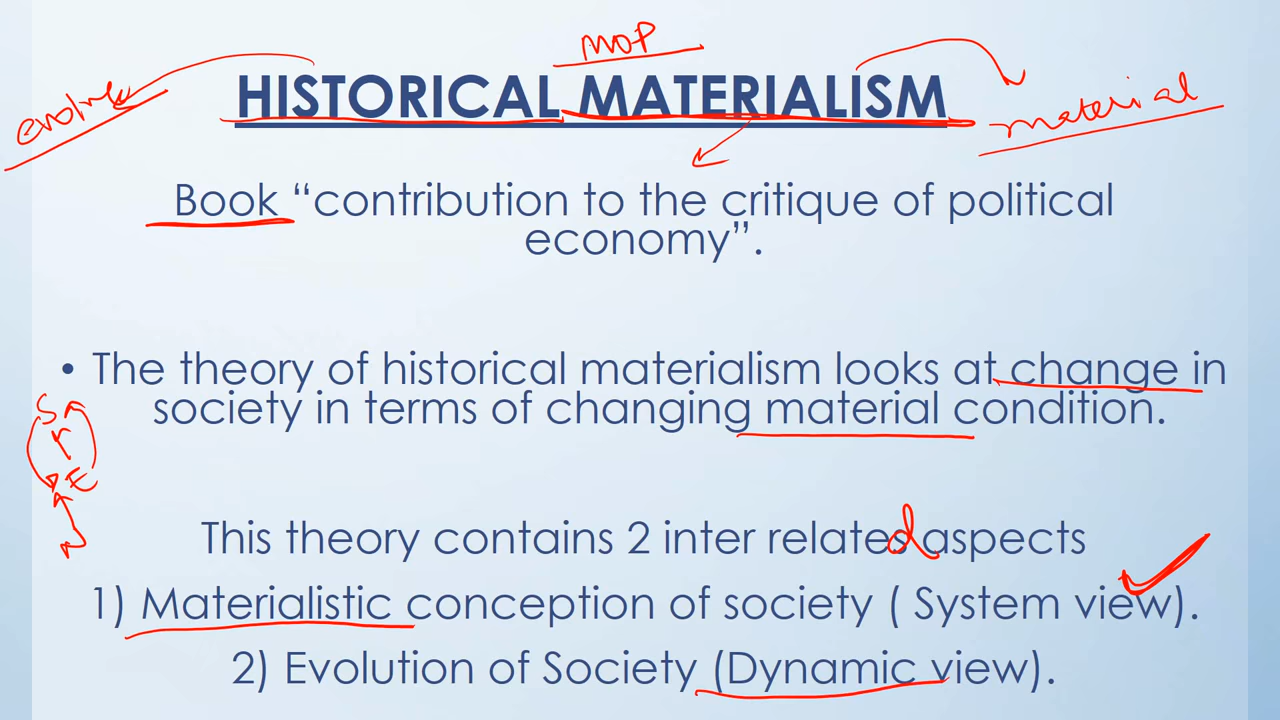 MOP
HISTORICAL MATERIALISM
evolve
material
Book “contribution to the critique of political
economy”.
• The theory of historical materialism looks at change in
society in terms of changing material condition.
This theory contains 2 inter relates aspects
d
1) Materialistic conception of society ( System view).
2) Evolution of Society (Dynamic view).